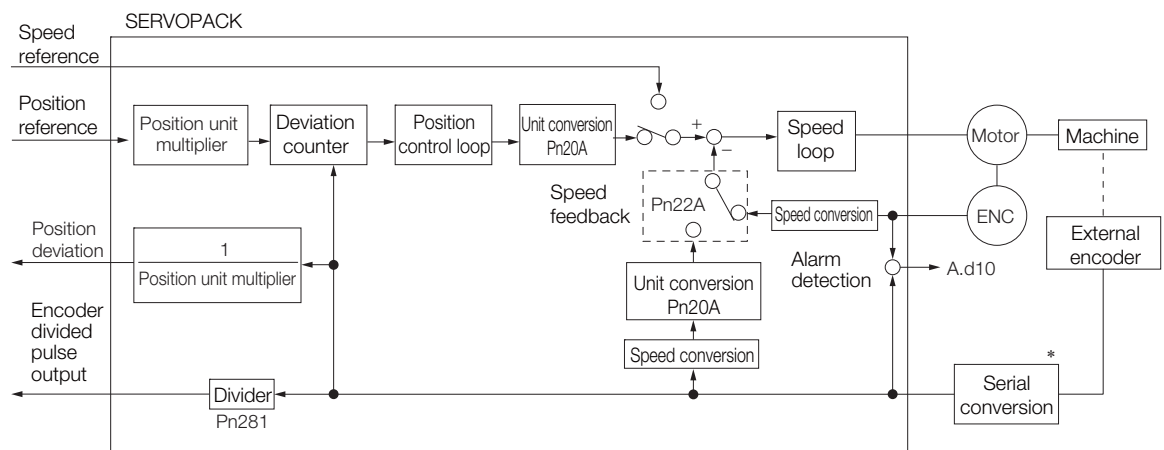 SERVOPACK
Speed
reference
Position
reference
Position unit
multiplier
Deviation
counter
Position
control loop
Unit conversion
Pn20A
+
−
Speed
loop
Motor
Machine
Speed
feedback
Pn22A
Speed conversion
ENC
External
encoder
Position
deviation
1
Position unit multiplier
Unit conversion
Pn20A
Alarm
detection
A.d10
Encoder
divided
pulse
output
Speed conversion
Divider
Pn281
*
Serial
conversion